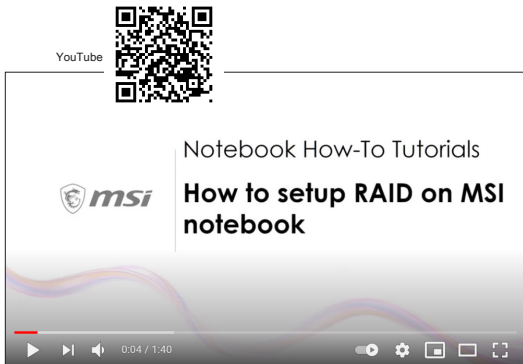 YouTube
Notebook How-To Tutorials
msi
How to setup RAID on MSI
notebook
0:04 / 1:40